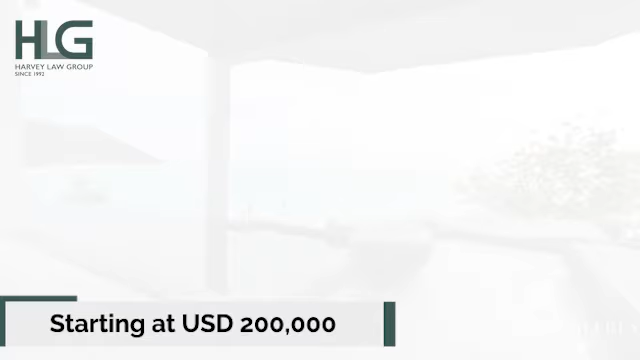 HLG
HARVEY LAW GROUP
SINCE 1992
Starting at USD 200,000